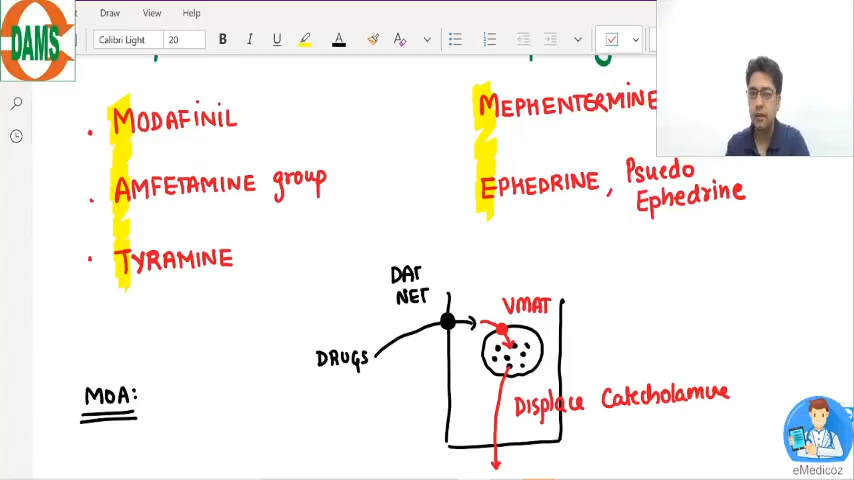 DAMS
Draw View Help
Calibri Light 20 B I U A
MODAFINIL
AMFETAMINE group
TYRAMINE
MEPHENTERMINE
EPHEDRINE, Psuedo
Ephedrine
DAT
NET
VMAT
DRUGS
Displace Catecholamine
MOA:
eMedicoz